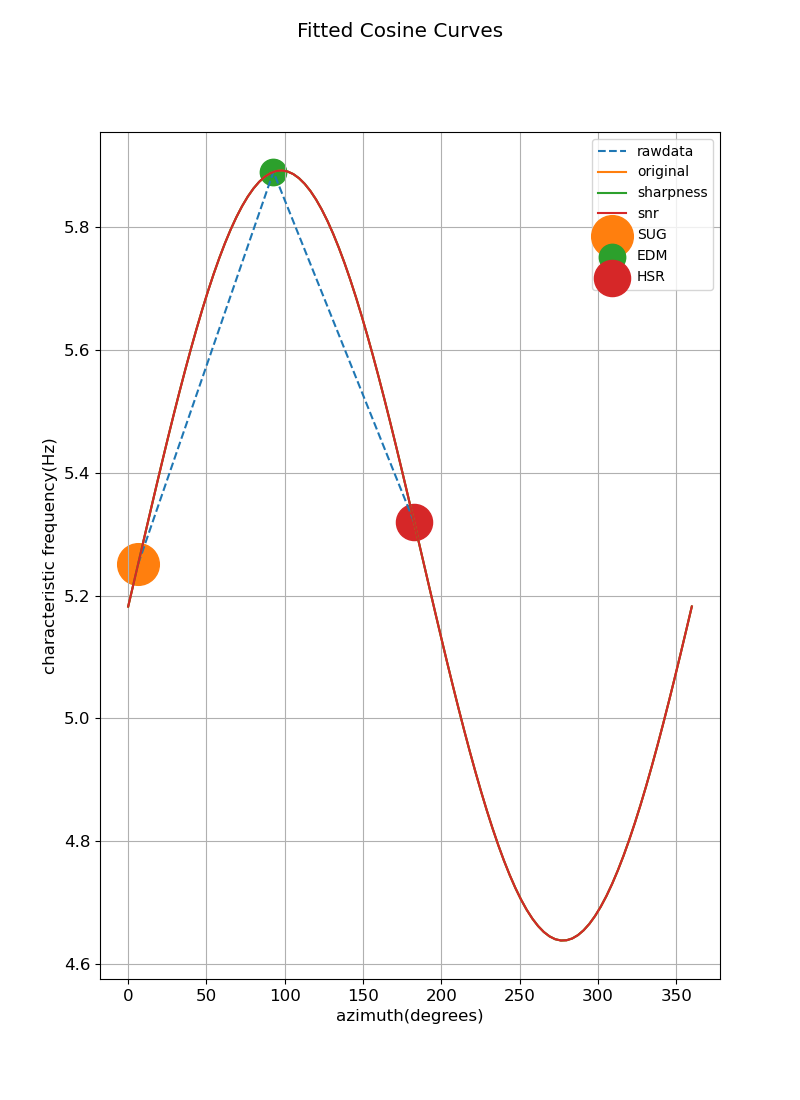 Fitted Cosine Curves
rawdata
original
sharpness
snr
SUG
EDM
HSR
characteristic frequency(Hz)
5.8
5.6
5.4
5.2
5.0
4.8
4.6
0 50 100 150 200 250 300 350
azimuth(degrees)